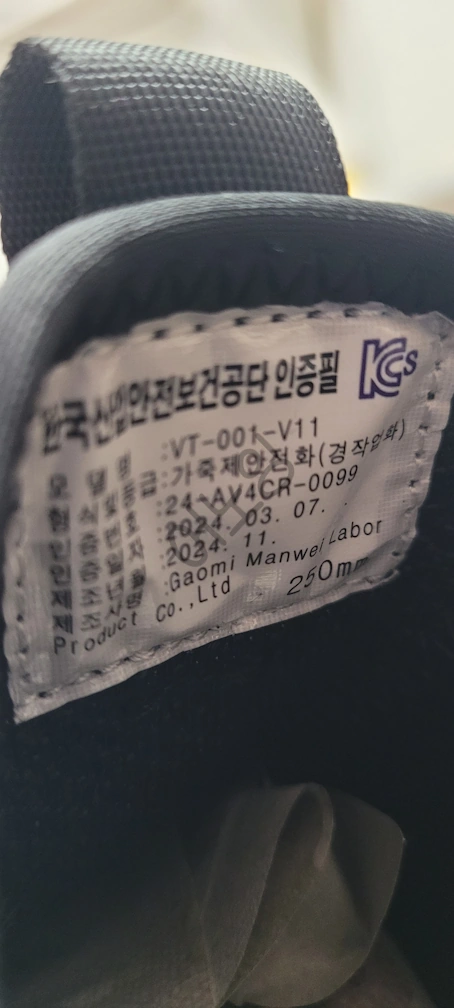 한국산업안전보건공단 인증필 KCs
모 델 명 :VT-001-V11
형식 및 등급 :가죽제안전화(경작업화)
인 증 번 호 :24-AV4CR-0099
인 증 일 자 :2024. 03. 07.
제 조 년 월 :2024. 11.
제 조 사 명 :Gaomi Manwei Labor
Product Co.,Ltd 250mm